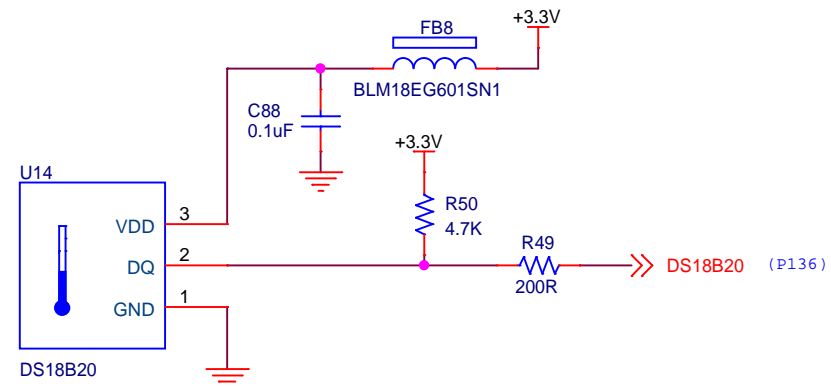 FB8
+3.3V
BLM18EG601SN1
C88
0.1uF
+3.3V
U14
R50
4.7K
VDD 3
DQ 2
GND 1
R49
200R
DS18B20 (P136)
DS18B20